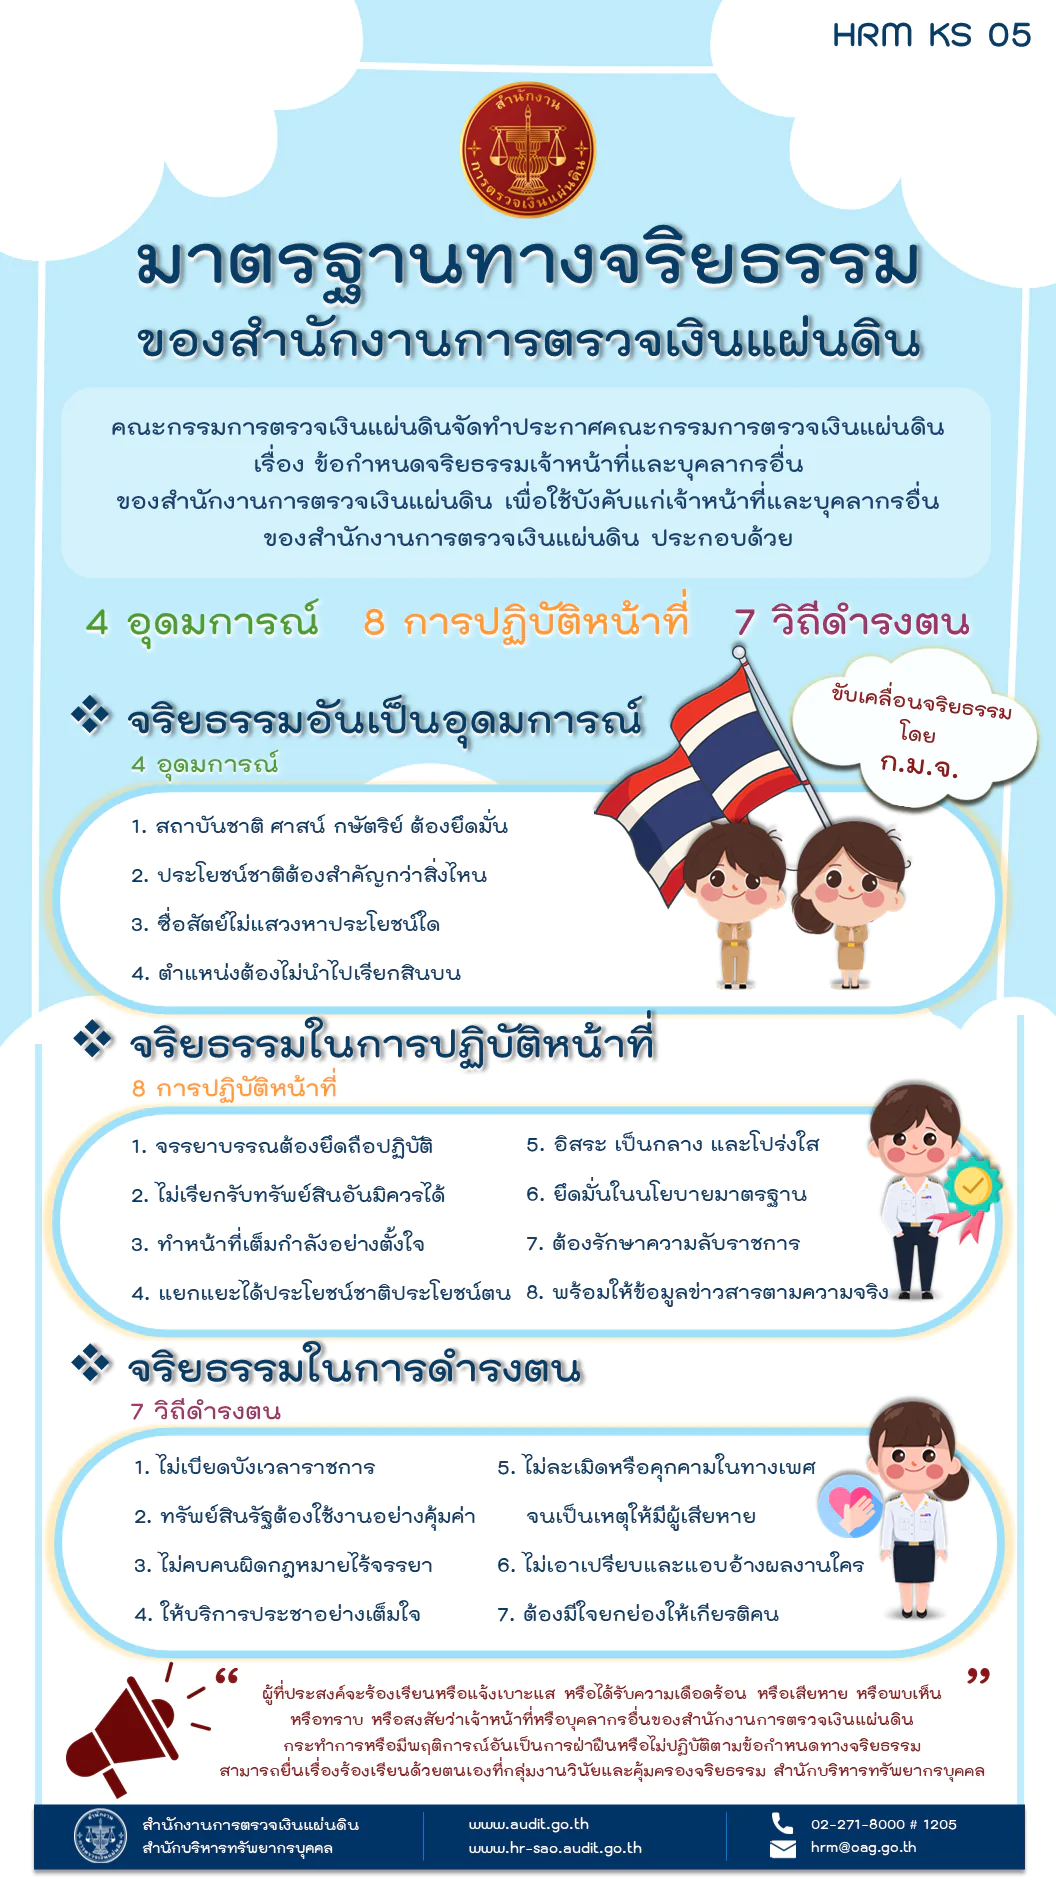 HRM KS 05
สำนักงาน
การตรวจเงินแผ่นดิน
มาตรฐานทางจริยธรรม
ของสำนักงานการตรวจเงินแผ่นดิน
คณะกรรมการตรวจเงินแผ่นดินจัดทำประกาศคณะกรรมการตรวจเงินแผ่นดิน
เรื่อง ข้อกำหนดจริยธรรมเจ้าหน้าที่และบุคลากรอื่น
ของสำนักงานการตรวจเงินแผ่นดิน เพื่อใช้บังคับแก่เจ้าหน้าที่และบุคลากรอื่น
ของสำนักงานการตรวจเงินแผ่นดิน ประกอบด้วย
4 อุดมการณ์ 8 การปฏิบัติหน้าที่ 7 วิถีดำรงตน
ขับเคลื่อนจริยธรรม
โดย
ก.ม.จ.
จริยธรรมอันเป็นอุดมการณ์
4 อุดมการณ์
1. สถาบันชาติ ศาสน์ กษัตริย์ ต้องยึดมั่น
2. ประโยชน์ชาติต้องสำคัญกว่าสิ่งไหน
3. ซื่อสัตย์ไม่แสวงหาประโยชน์ใด
4. ตำแหน่งต้องไม่นำไปเรียกสินบน
จริยธรรมในการปฏิบัติหน้าที่
8 การปฏิบัติหน้าที่
1. จรรยาบรรณต้องยึดถือปฏิบัติ
2. ไม่เรียกรับทรัพย์สินอันมิควรได้
3. ทำหน้าที่เต็มกำลังอย่างตั้งใจ
4. แยกแยะได้ประโยชน์ชาติประโยชน์ตน
5. อิสระ เป็นกลาง และโปร่งใส
6. ยึดมั่นในนโยบายมาตรฐาน
7. ต้องรักษาความลับราชการ
8. พร้อมให้ข้อมูลข่าวสารตามความจริง
จริยธรรมในการดำรงตน
7 วิถีดำรงตน
1. ไม่เบียดบังเวลาราชการ
2. ทรัพย์สินรัฐต้องใช้งานอย่างคุ้มค่า
3. ไม่คบคนผิดกฎหมายไร้จรรยา
4. ให้บริการประชาอย่างเต็มใจ
5. ไม่ละเมิดหรือคุกคามในทางเพศ
จนเป็นเหตุให้มีผู้เสียหาย
6. ไม่เอาเปรียบและแอบอ้างผลงานใคร
7. ต้องมีใจยกย่องให้เกียรติคน
“ ผู้ที่ประสงค์จะร้องเรียนหรือแจ้งเบาะแส หรือได้รับความเดือดร้อน หรือเสียหาย หรือพบเห็น ”
หรือทราบ หรือสงสัยว่าเจ้าหน้าที่หรือบุคลากรอื่นของสำนักงานการตรวจเงินแผ่นดิน
กระทำการหรือมีพฤติการณ์อันเป็นการฝ่าฝืนหรือไม่ปฏิบัติตามข้อกำหนดทางจริยธรรม
สามารถยื่นเรื่องร้องเรียนด้วยตนเองที่กลุ่มงานวินัยและคุ้มครองจริยธรรม สำนักบริหารทรัพยากรบุคคล
สำนักงานการตรวจเงินแผ่นดิน
สำนักบริหารทรัพยากรบุคคล
www.audit.go.th
www.hr-sao.audit.go.th
02-271-8000 # 1205
hrm@oag.go.th